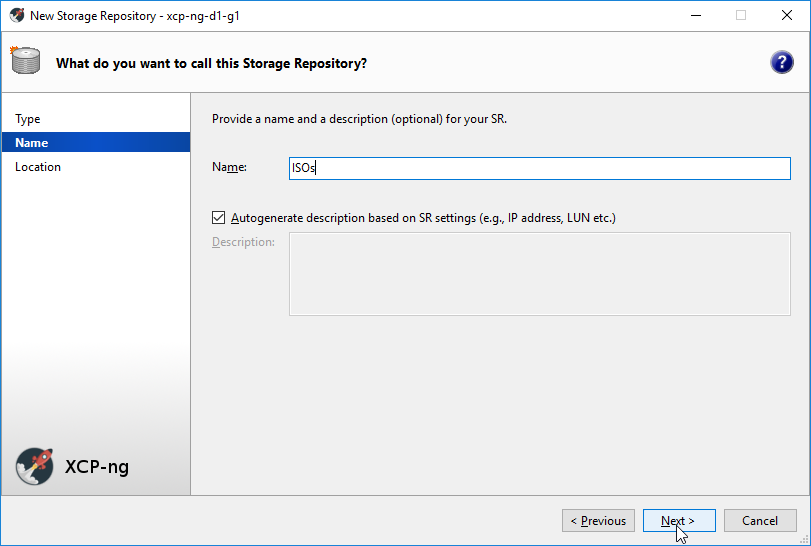 New Storage Repository - xcp-ng-d1-g1
What do you want to call this Storage Repository?
?
Type
Name
Location
Provide a name and a description (optional) for your SR.
Name: ISOs
Autogenerate description based on SR settings (e.g., IP address, LUN etc.)
Description:
XCP-ng
< Previous Next > Cancel